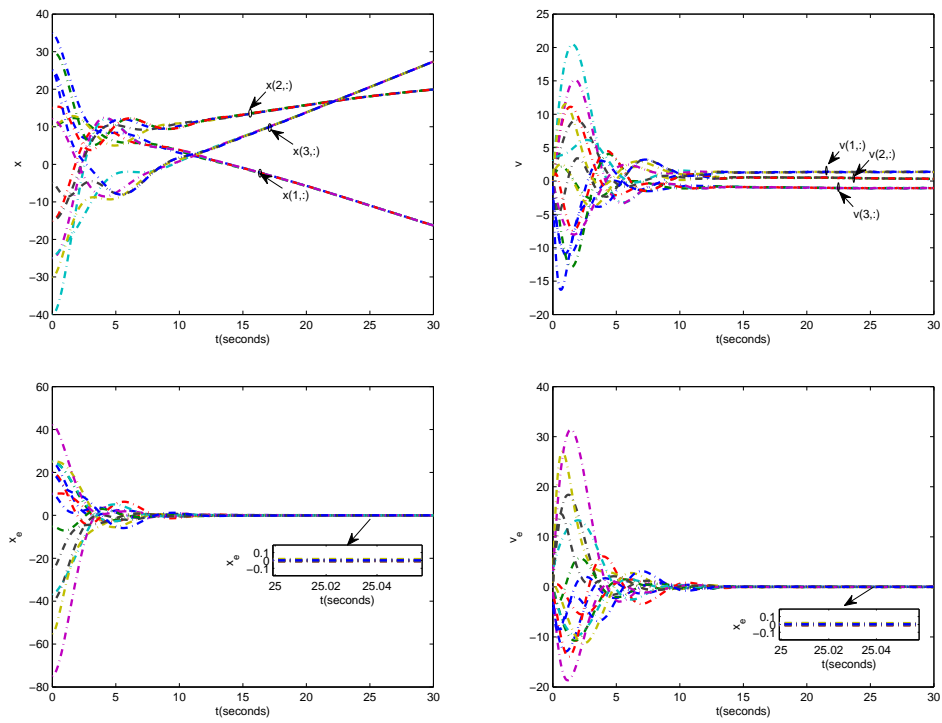 40
30
20
10
0
−10
−20
−30
−40
x
x(2,:)
x(3,:)
x(1,:)
0 5 10 15 20 25 30
t(seconds)
25
20
15
10
5
0
−5
−10
−15
−20
v
v(1,:)
v(2,:)
v(3,:)
0 5 10 15 20 25 30
t(seconds)
60
40
20
0
−20
−40
−60
−80
x_e
x_e
0.1
0
−0.1
25 25.02 25.04
t(seconds)
0 5 10 15 20 25 30
t(seconds)
40
30
20
10
0
−10
−20
v_e
x_e
0.1
0
−0.1
25 25.02 25.04
t(seconds)
0 5 10 15 20 25 30
t(seconds)